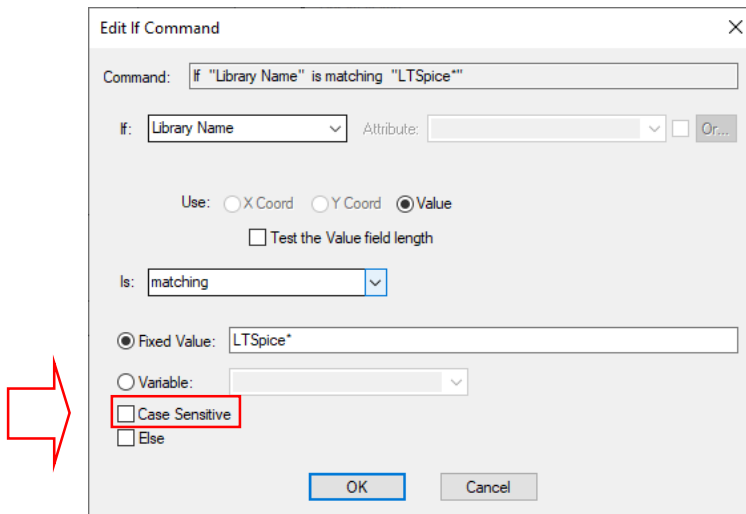 Edit If Command
Command: If "Library Name" is matching "LTSpice*"
If: Library Name Attribute: Or...
Use: X Coord Y Coord Value
Test the Value field length
Is: matching
Fixed Value: LTSpice*
Variable:
Case Sensitive
Else
OK Cancel